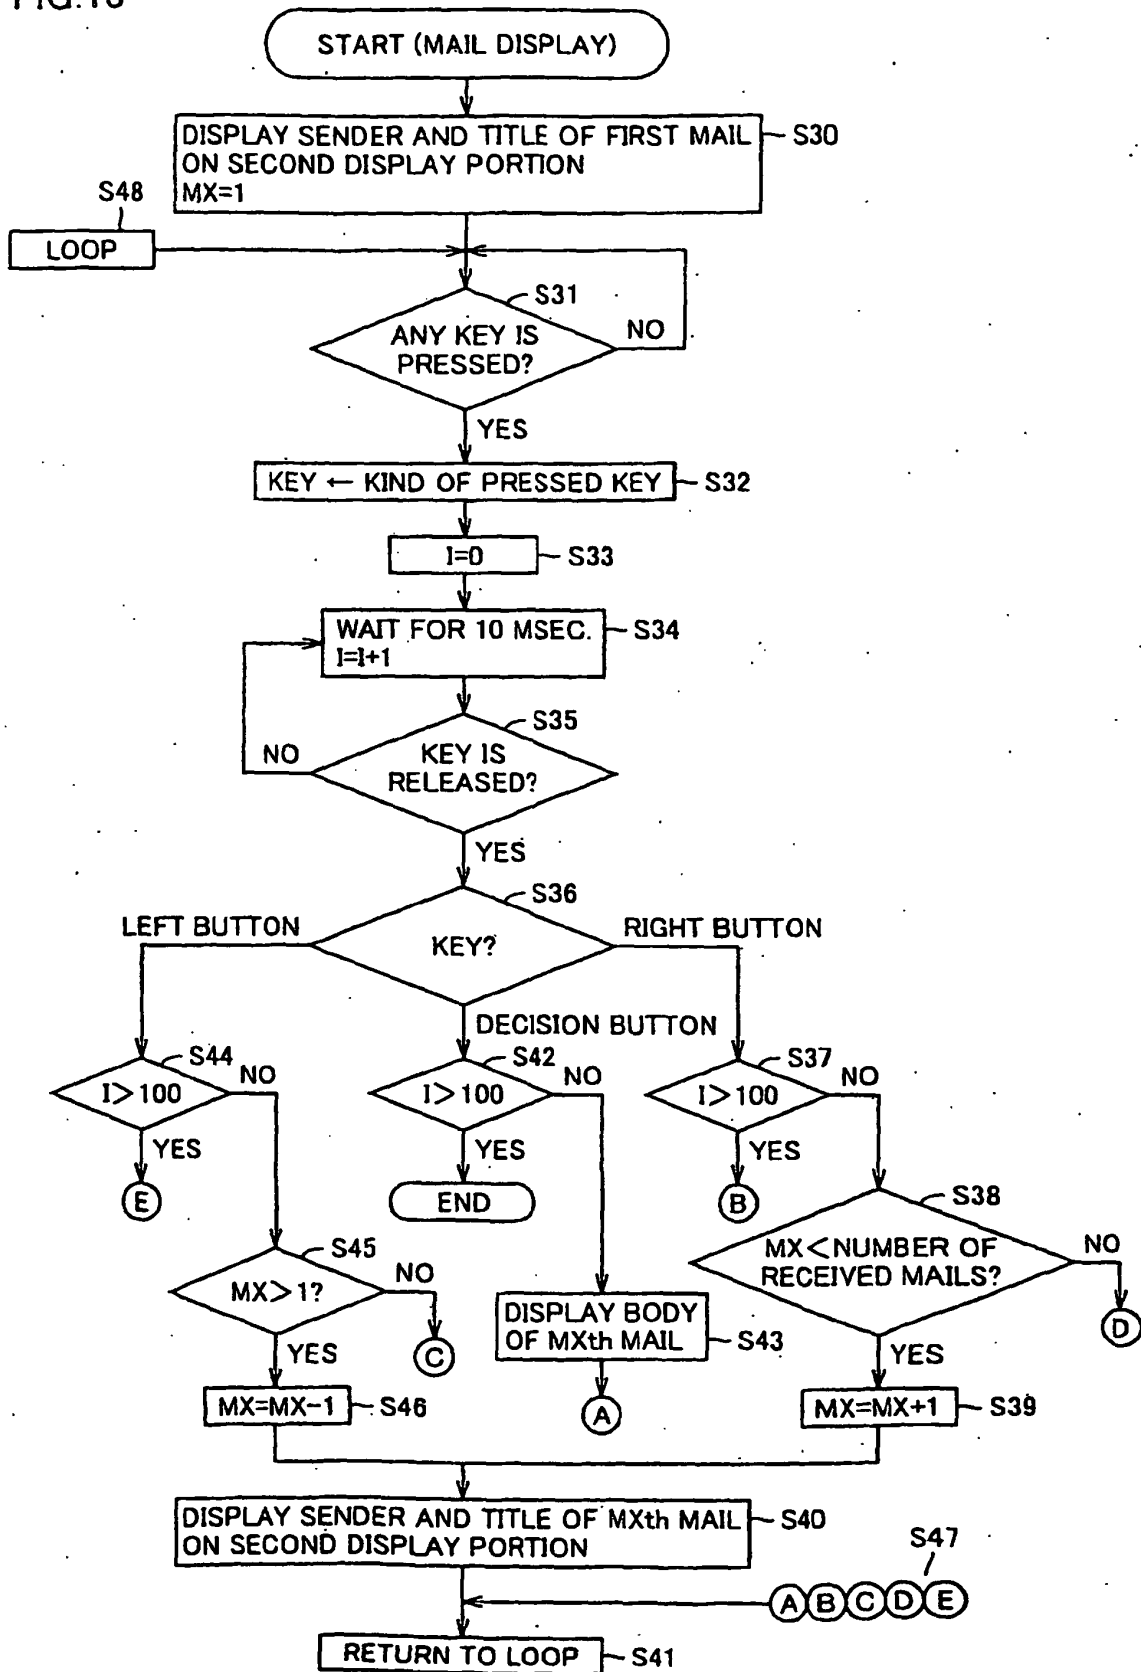 START (MAIL DISPLAY)
DISPLAY SENDER AND TITLE OF FIRST MAIL
ON SECOND DISPLAY PORTION
MX=1
S30
S48
LOOP
S31
ANY KEY IS
PRESSED?
NO
YES
KEY ← KIND OF PRESSED KEY
S32
I=0
S33
WAIT FOR 10 MSEC.
I=I+1
S34
S35
KEY IS
RELEASED?
NO
YES
S36
KEY?
LEFT BUTTON
RIGHT BUTTON
DECISION BUTTON
S44
I>100
NO
YES
E
S42
I>100
NO
YES
END
S37
I>100
NO
YES
B
S38
MX<NUMBER OF
RECEIVED MAILS?
NO
D
YES
S45
MX>1?
NO
C
YES
DISPLAY BODY
OF MXth MAIL
S43
A
MX=MX-1
S46
MX=MX+1
S39
DISPLAY SENDER AND TITLE OF MXth MAIL
ON SECOND DISPLAY PORTION
S40
S47
A B C D E
RETURN TO LOOP
S41